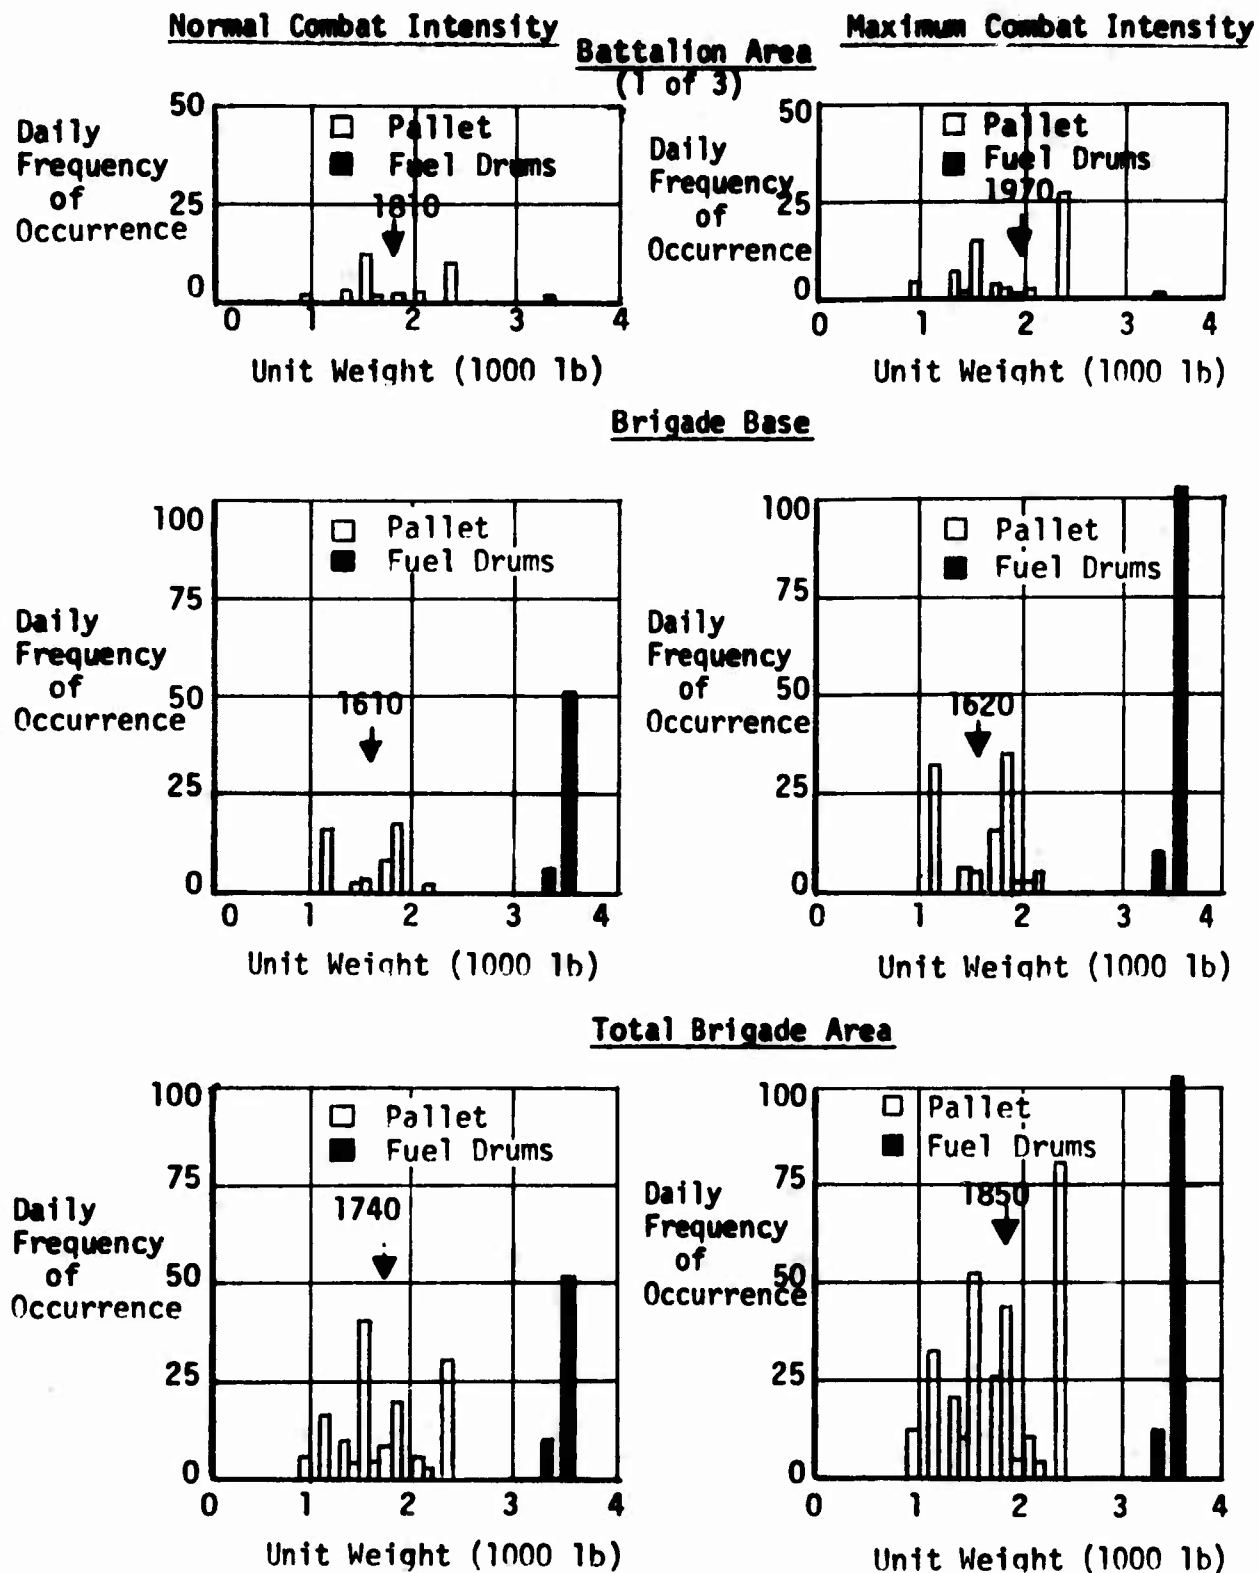 Normal Combat Intensity
Maximum Combat Intensity
Battalion Area
(1 of 3)
50
Daily
Frequency
of
Occurrence
25
0
Pallet
Fuel Drums
1810
0 1 2 3 4
Unit Weight (1000 lb)
50
Daily
Frequency
of
Occurrence
25
0
Pallet
Fuel Drums
1970
0 1 2 3 4
Unit Weight (1000 lb)
Brigade Base
100
75
Daily
Frequency
of
Occurrence
50
25
0
Pallet
Fuel Drums
1610
0 1 2 3 4
Unit Weight (1000 lb)
100
75
Daily
Frequency
of
Occurrence
50
25
0
Pallet
Fuel Drums
1620
0 1 2 3 4
Unit Weight (1000 lb)
Total Brigade Area
100
75
Daily
Frequency
of
Occurrence
50
25
0
Pallet
Fuel Drums
1740
0 1 2 3 4
Unit Weight (1000 lb)
100
75
Daily
Frequency
of
Occurrence
50
25
0
Pallet
Fuel Drums
1850
0 1 2 3 4
Unit Weight (1000 lb)